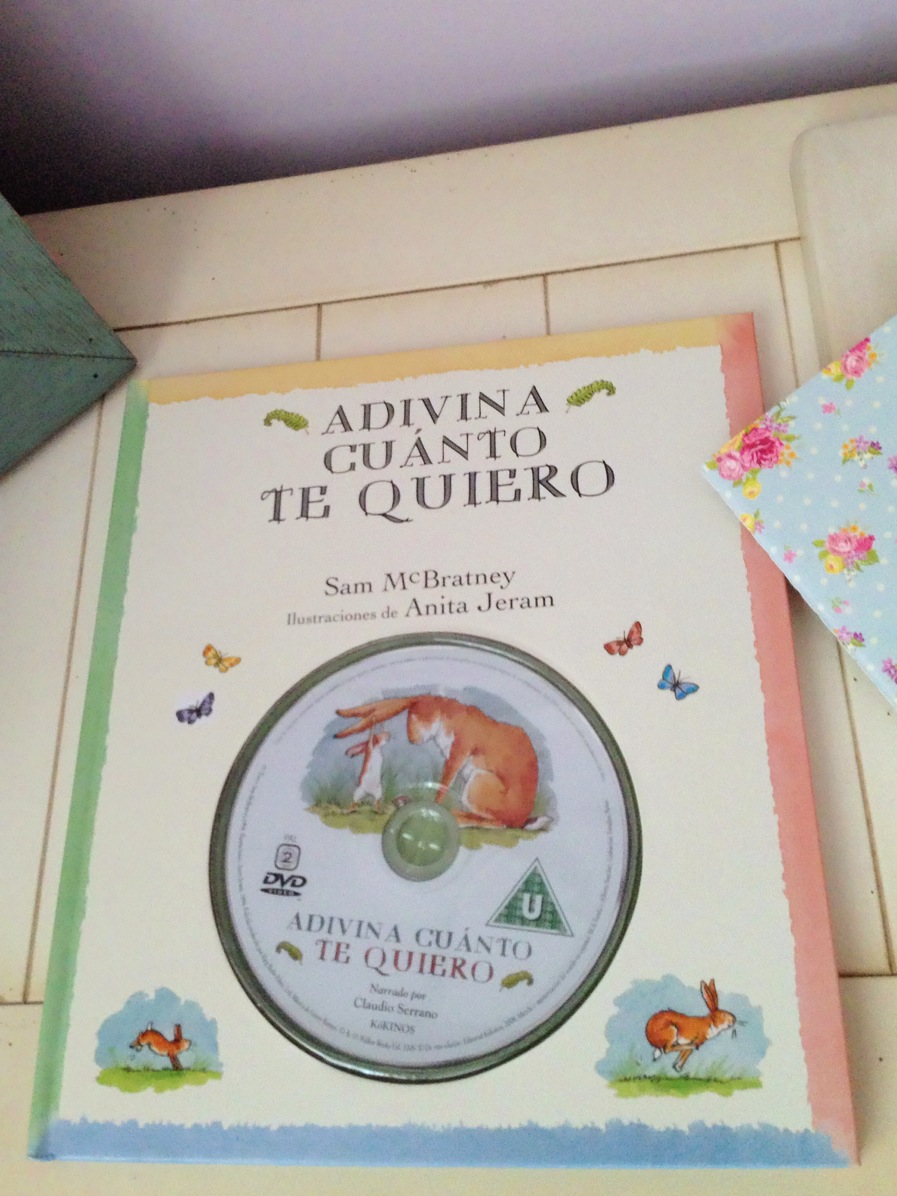 ADIVINA
CUÁNTO
TE QUIERO
Sam McBratney
Ilustraciones de Anita Jeram
2
DVD
VIDEO
U
ADIVINA CUÁNTO
TE QUIERO
Narrado por
Claudio Serrano
KóKINOS